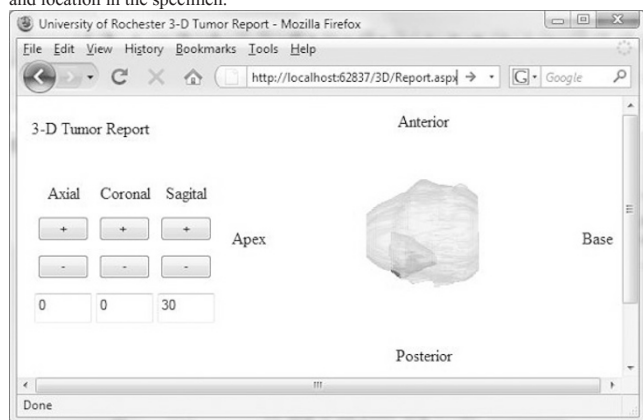 and location in the specimen.
University of Rochester 3-D Tumor Report - Mozilla Firefox
File Edit View History Bookmarks Tools Help
http://localhost:62837/3D/Report.aspx
G Google
3-D Tumor Report
Anterior
Axial Coronal Sagital
+ + +
Apex
Base
- - -
0 0 30
Posterior
Done